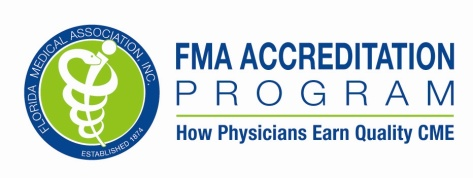 FLORIDA MEDICAL ASSOCIATION, INC.
ESTABLISHED 1874
FMA ACCREDITATION
PROGRAM
How Physicians Earn Quality CME